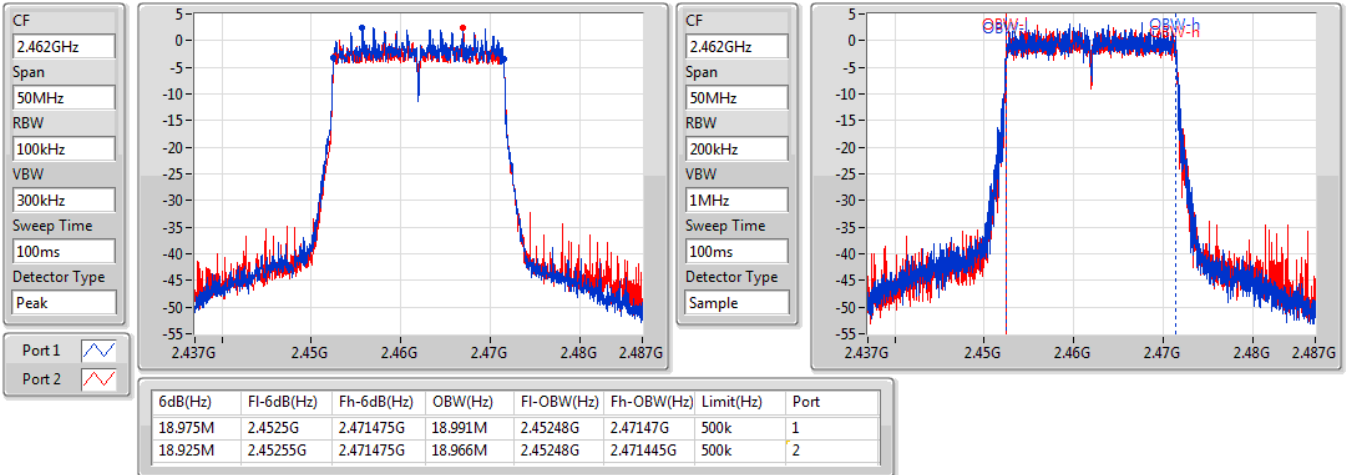 CF
2.462GHz
Span
50MHz
RBW
100kHz
VBW
300kHz
Sweep Time
100ms
Detector Type
Peak
Port 1
Port 2
5
0
-5
-10
-15
-20
-25
-30
-35
-40
-45
-50
-55
2.437G 2.45G 2.46G 2.47G 2.48G 2.487G
CF
2.462GHz
Span
50MHz
RBW
200kHz
VBW
1MHz
Sweep Time
100ms
Detector Type
Sample
OBW-l OBW-h
OBW-l OBW-h
5
0
-5
-10
-15
-20
-25
-30
-35
-40
-45
-50
-55
2.437G 2.45G 2.46G 2.47G 2.48G 2.487G
6dB(Hz) Fl-6dB(Hz) Fh-6dB(Hz) OBW(Hz) Fl-OBW(Hz) Fh-OBW(Hz) Limit(Hz) Port
18.975M 2.4525G 2.471475G 18.991M 2.45248G 2.47147G 500k 1
18.925M 2.45255G 2.471475G 18.966M 2.45248G 2.471445G 500k 2